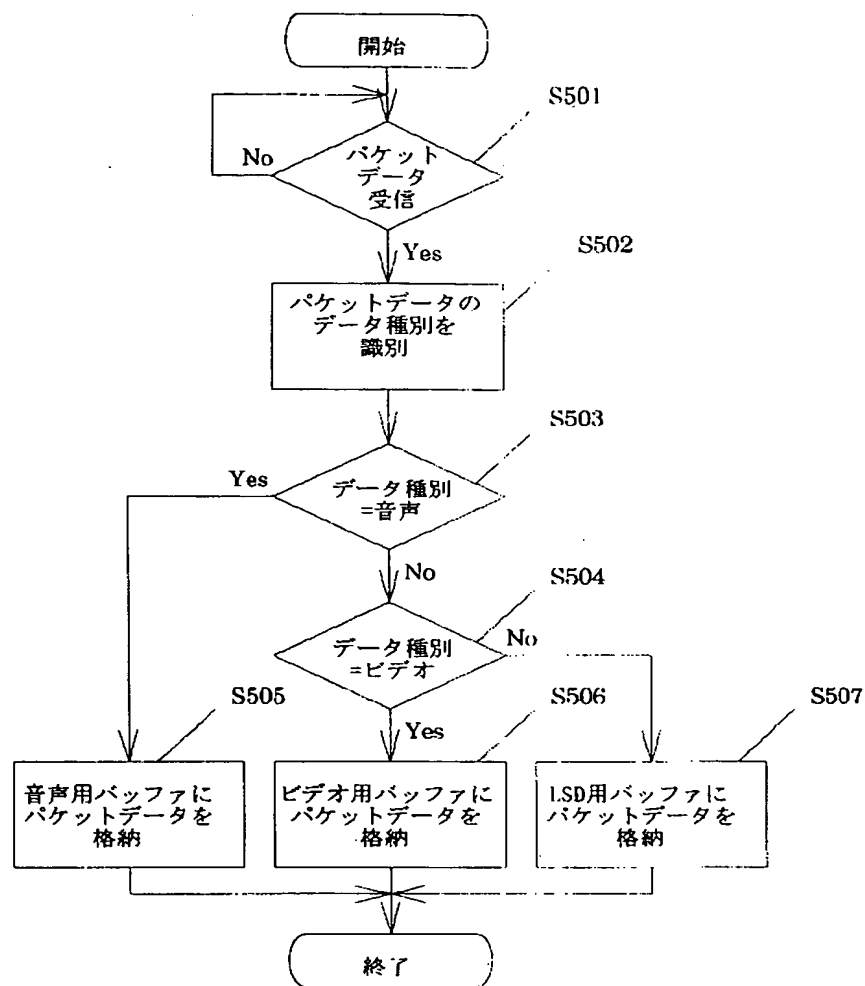 開始
S501
No
パケット
データ
受信
Yes
S502
パケットデータの
データ種別を
識別
S503
Yes
データ種別
=音声
No
S504
データ種別
=ビデオ
No
S505
Yes
S506
S507
音声用バッファに
パケットデータを
格納
ビデオ用バッファに
パケットデータを
格納
LSD用バッファに
パケットデータを
格納
終了